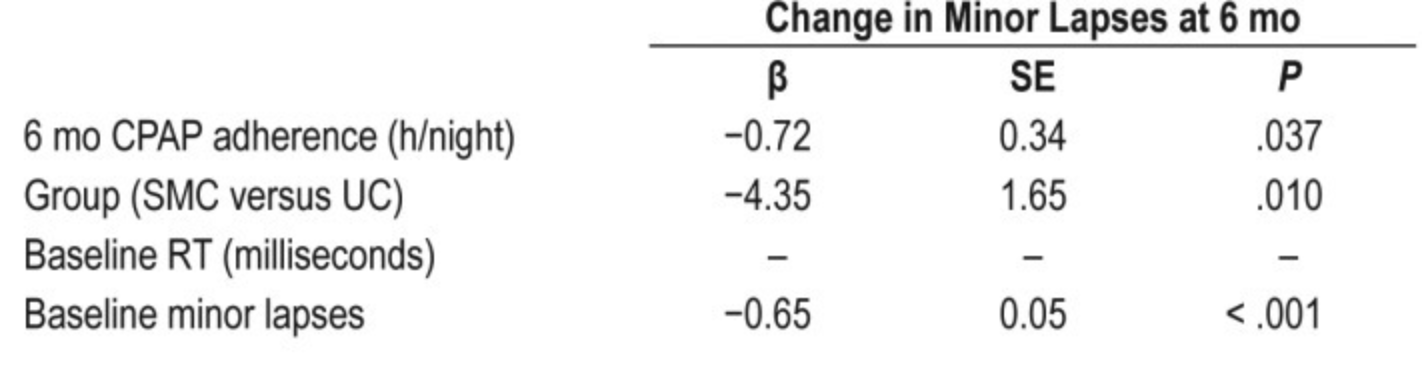 Change in Minor Lapses at 6 mo
β SE P
6 mo CPAP adherence (h/night) −0.72 0.34 .037
Group (SMC versus UC) −4.35 1.65 .010
Baseline RT (milliseconds) – – –
Baseline minor lapses −0.65 0.05 < .001